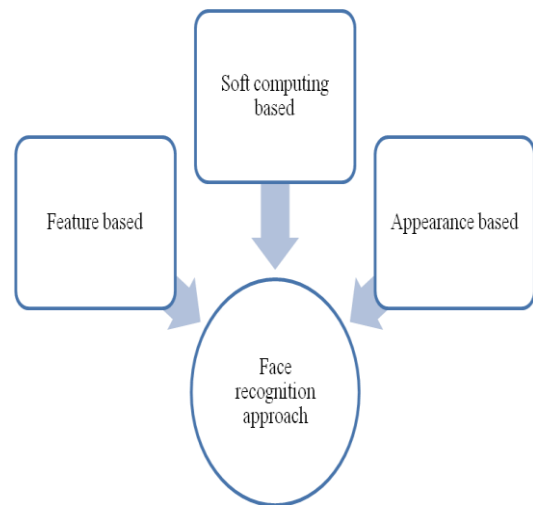 Soft computing
based
Feature based
Appearance based
Face
recognition
approach